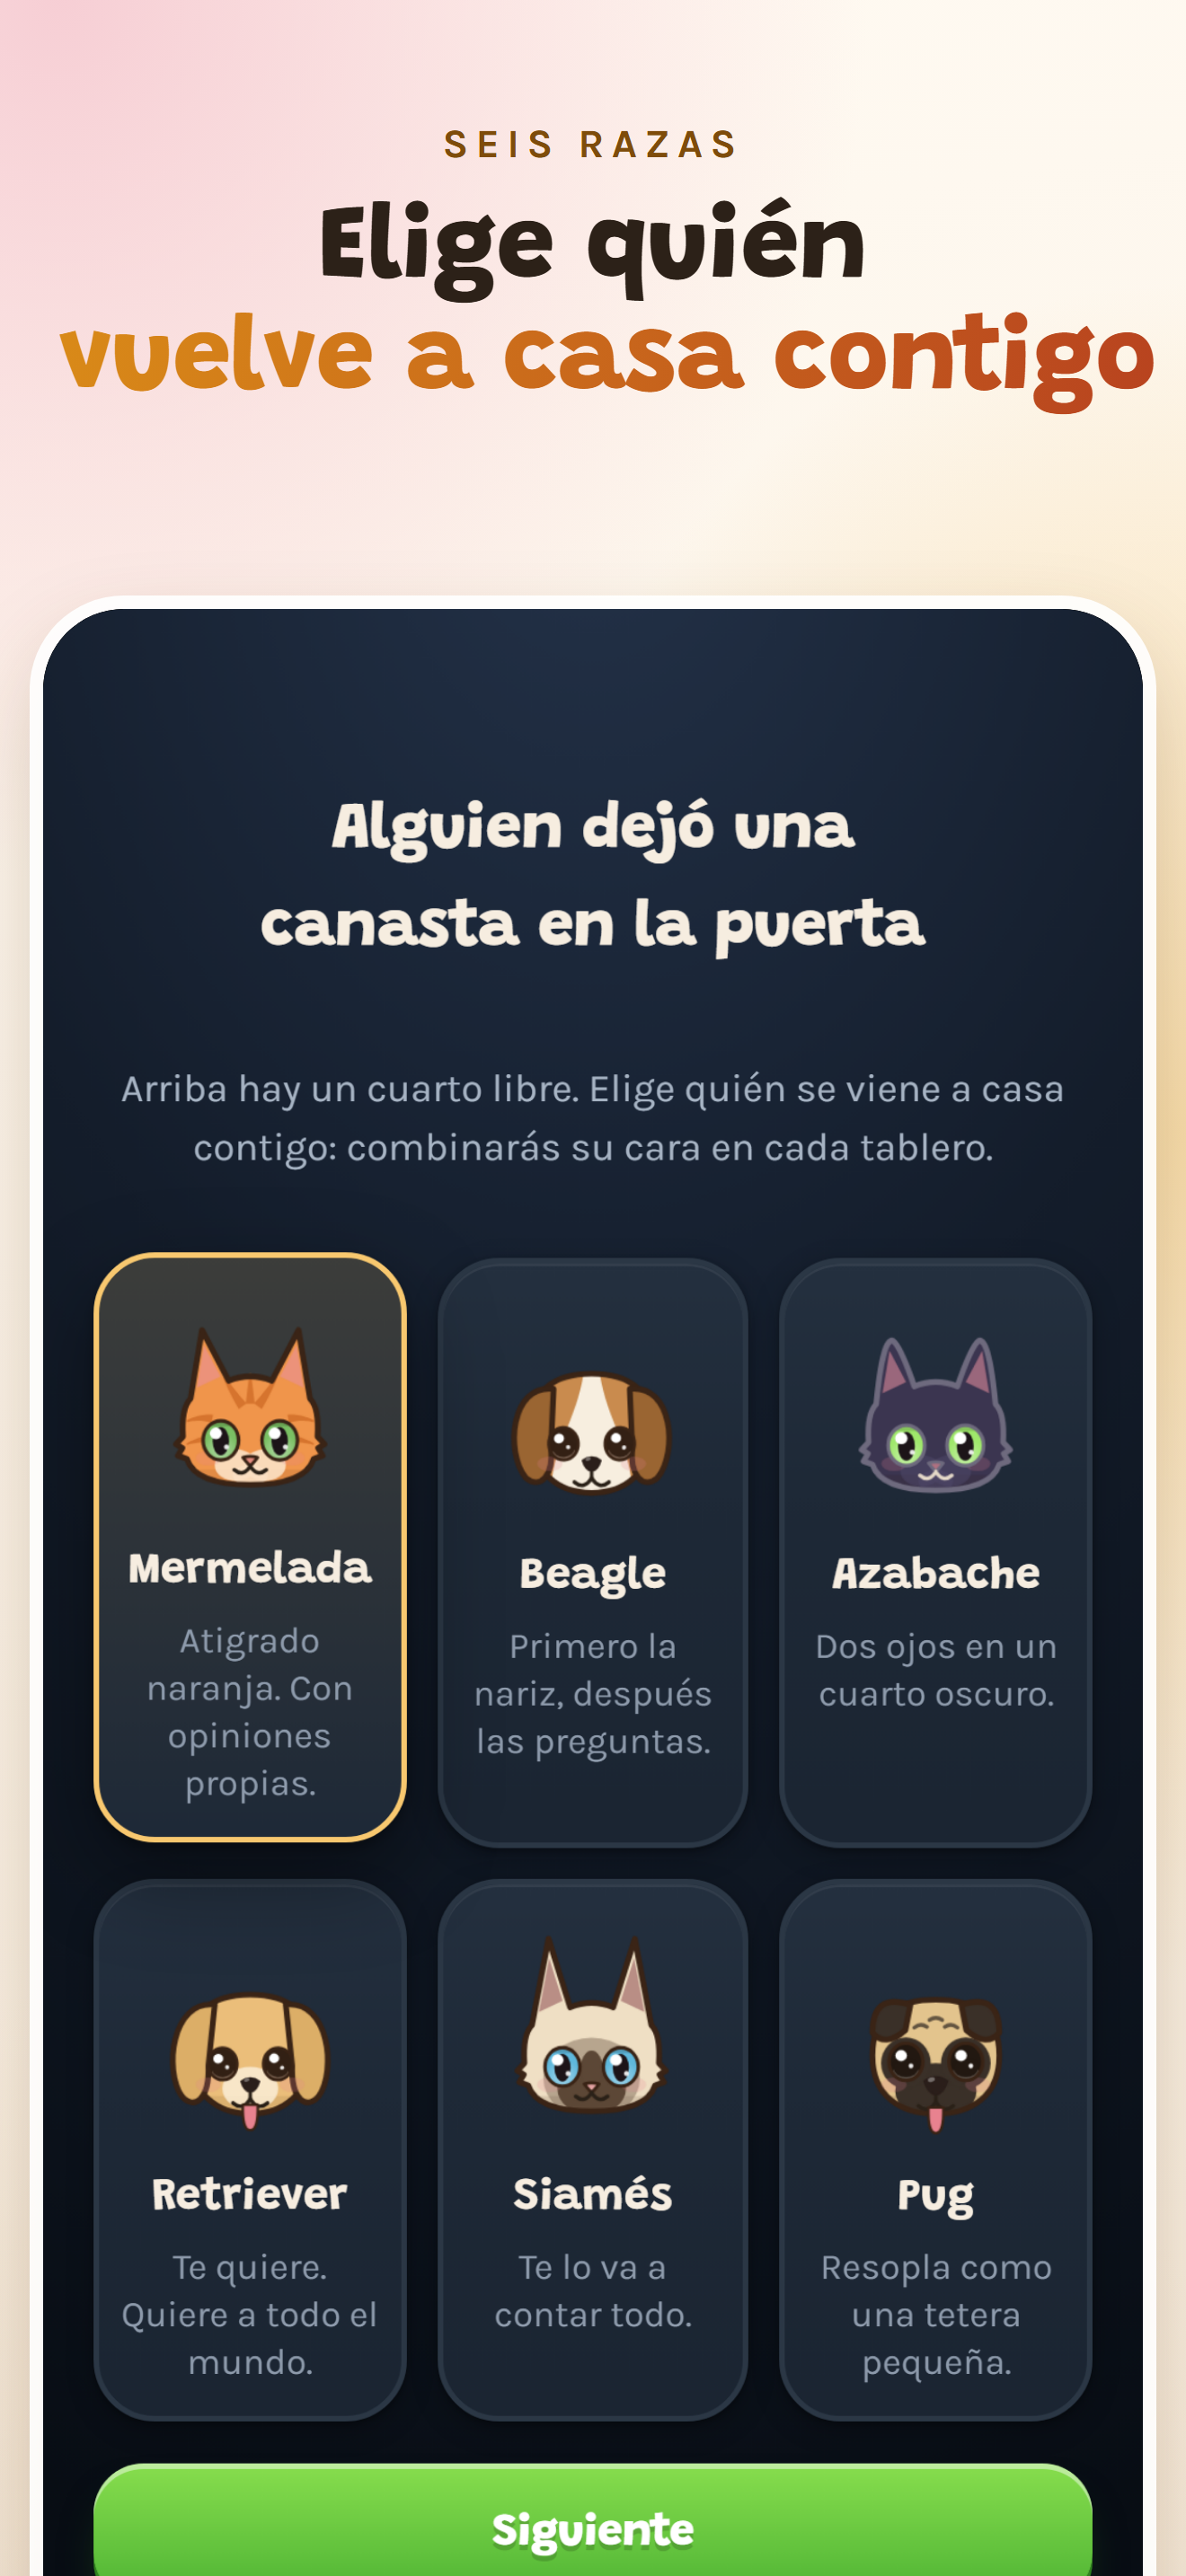 SEIS RAZAS
Elige quién
vuelve a casa contigo
Alguien dejó una
canasta en la puerta
Arriba hay un cuarto libre. Elige quién se viene a casa
contigo: combinarás su cara en cada tablero.
Mermelada
Atigrado
naranja. Con
opiniones
propias.
Beagle
Primero la
nariz, después
las preguntas.
Azabache
Dos ojos en un
cuarto oscuro.
Retriever
Te quiere.
Quiere a todo el
mundo.
Siamés
Te lo va a
contar todo.
Pug
Resopla como
una tetera
pequeña.
Siguiente